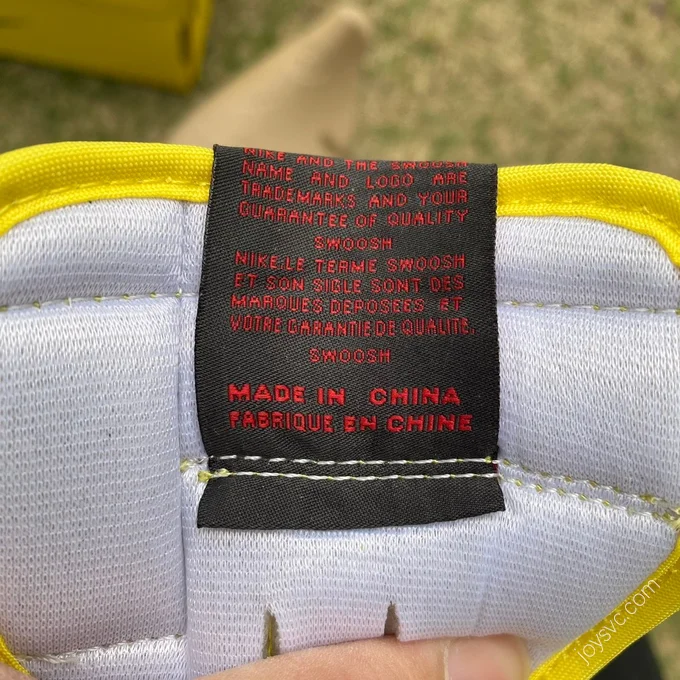 NIKE AND THE SWOOSH
NAME AND LOGO ARE
TRADEMARKS AND YOUR
GUARANTEE OF QUALITY
SWOOSH
NIKE:LE TERME SWOOSH
ET SON SIGLE SONT DES
MARQUES DEPOSEES ET
VOTRE GARANTIE DE QUALITE.
SWOOSH
MADE IN CHINA
FABRIQUE EN CHINE
joysvc.com